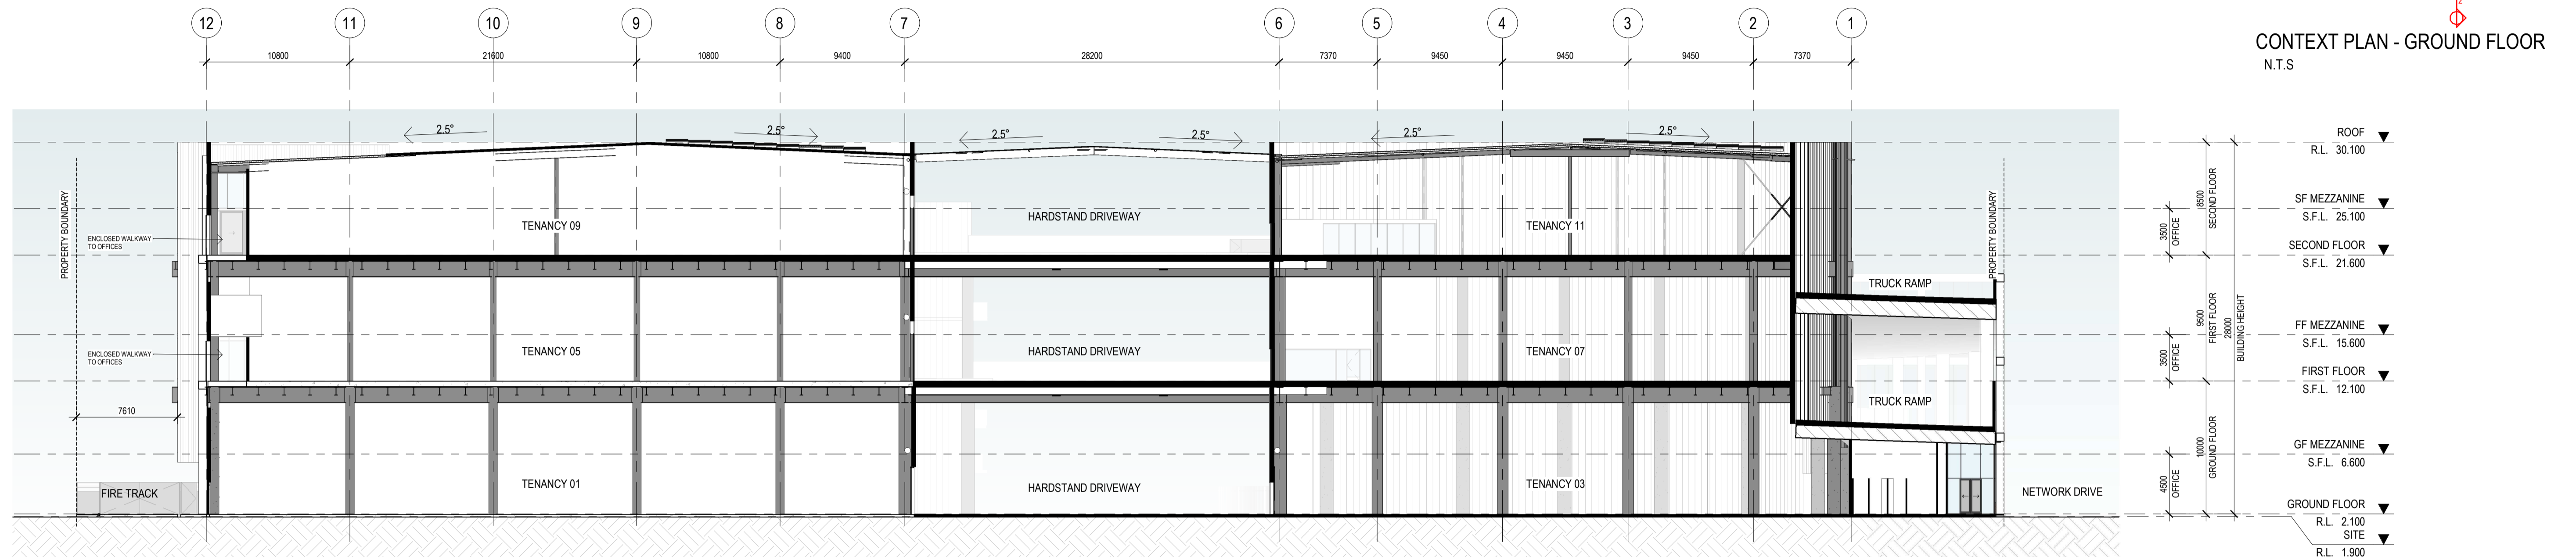 12 11 10 9 8 7 6 5 4 3 2 1
2
CONTEXT PLAN - GROUND FLOOR
N.T.S
10800 21600 10800 9400 28200 7370 9450 9450 9450 7370
2.5° 2.5° 2.5° 2.5° 2.5° 2.5°
ROOF
R.L. 30.100
PROPERTY BOUNDARY
ENCLOSED WALKWAY
TO OFFICES
TENANCY 09
HARDSTAND DRIVEWAY
TENANCY 11
PROPERTY BOUNDARY
3500
OFFICE
8500
SECOND FLOOR
SF MEZZANINE
S.F.L. 25.100
SECOND FLOOR
S.F.L. 21.600
TRUCK RAMP
ENCLOSED WALKWAY
TO OFFICES
TENANCY 05
HARDSTAND DRIVEWAY
TENANCY 07
3500
OFFICE
9500
FIRST FLOOR
28000
BUILDING HEIGHT
FF MEZZANINE
S.F.L. 15.600
FIRST FLOOR
S.F.L. 12.100
TRUCK RAMP
7610
FIRE TRACK
TENANCY 01
HARDSTAND DRIVEWAY
TENANCY 03
NETWORK DRIVE
4500
OFFICE
10000
GROUND FLOOR
GF MEZZANINE
S.F.L. 6.600
GROUND FLOOR
R.L. 2.100
SITE
R.L. 1.900